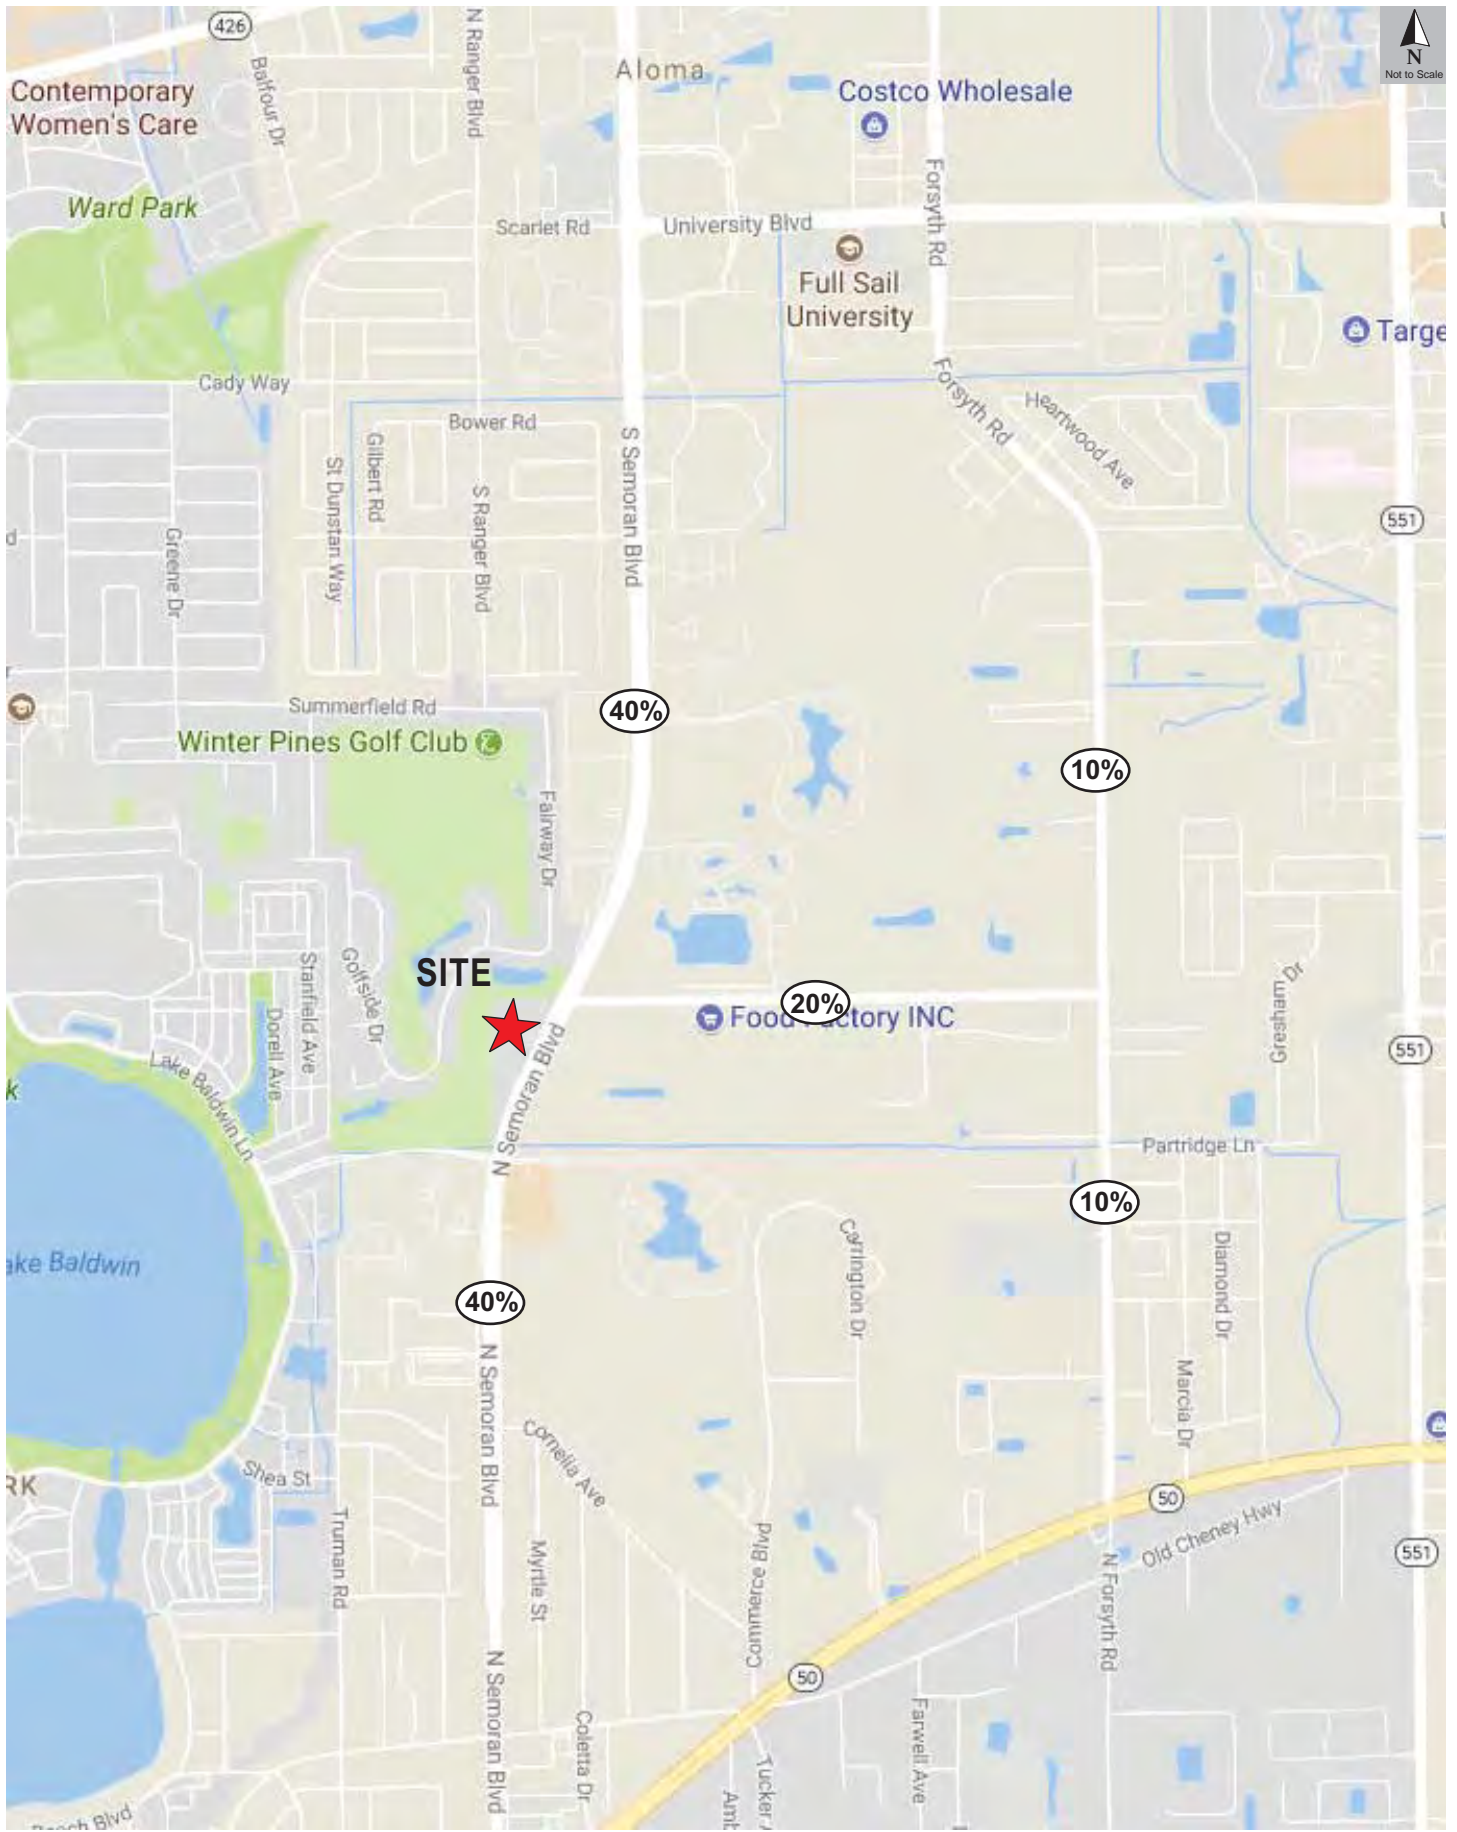 426
N Ranger Blvd
N
Not to Scale
Balfour Dr
Aloma
Contemporary
Women's Care
Costco Wholesale
Forsyth Rd
Ward Park
Scarlet Rd
University Blvd
Full Sail
University
Targe
Cady Way
Forsyth Rd
Heartwood Ave
Bower Rd
S Semoran Blvd
Gilbert Rd
St Dunstan Way
S Ranger Blvd
Greene Dr
d
551
r
Summerfield Rd
40%
Winter Pines Golf Club
10%
Fairway Dr
SITE
Stanfield Ave
Golfside Dr
Dorell Ave
20%
Food Factory INC
Gresham Dr
N Semoran Blvd
551
Lake Baldwin Ln
k
Partridge Ln
10%
Carrington Dr
Diamond Dr
ake Baldwin
40%
N Semoran Blvd
Marcia Dr
Cornelia Ave
RK
Shea St
50
Old Cheney Hwy
Truman Rd
Myrtle St
Commerce Blvd
551
N Forsyth Rd
50
N Semoran Blvd
Coletta Dr
Farwell Ave
Tucker A
Amb
Beach Blvd